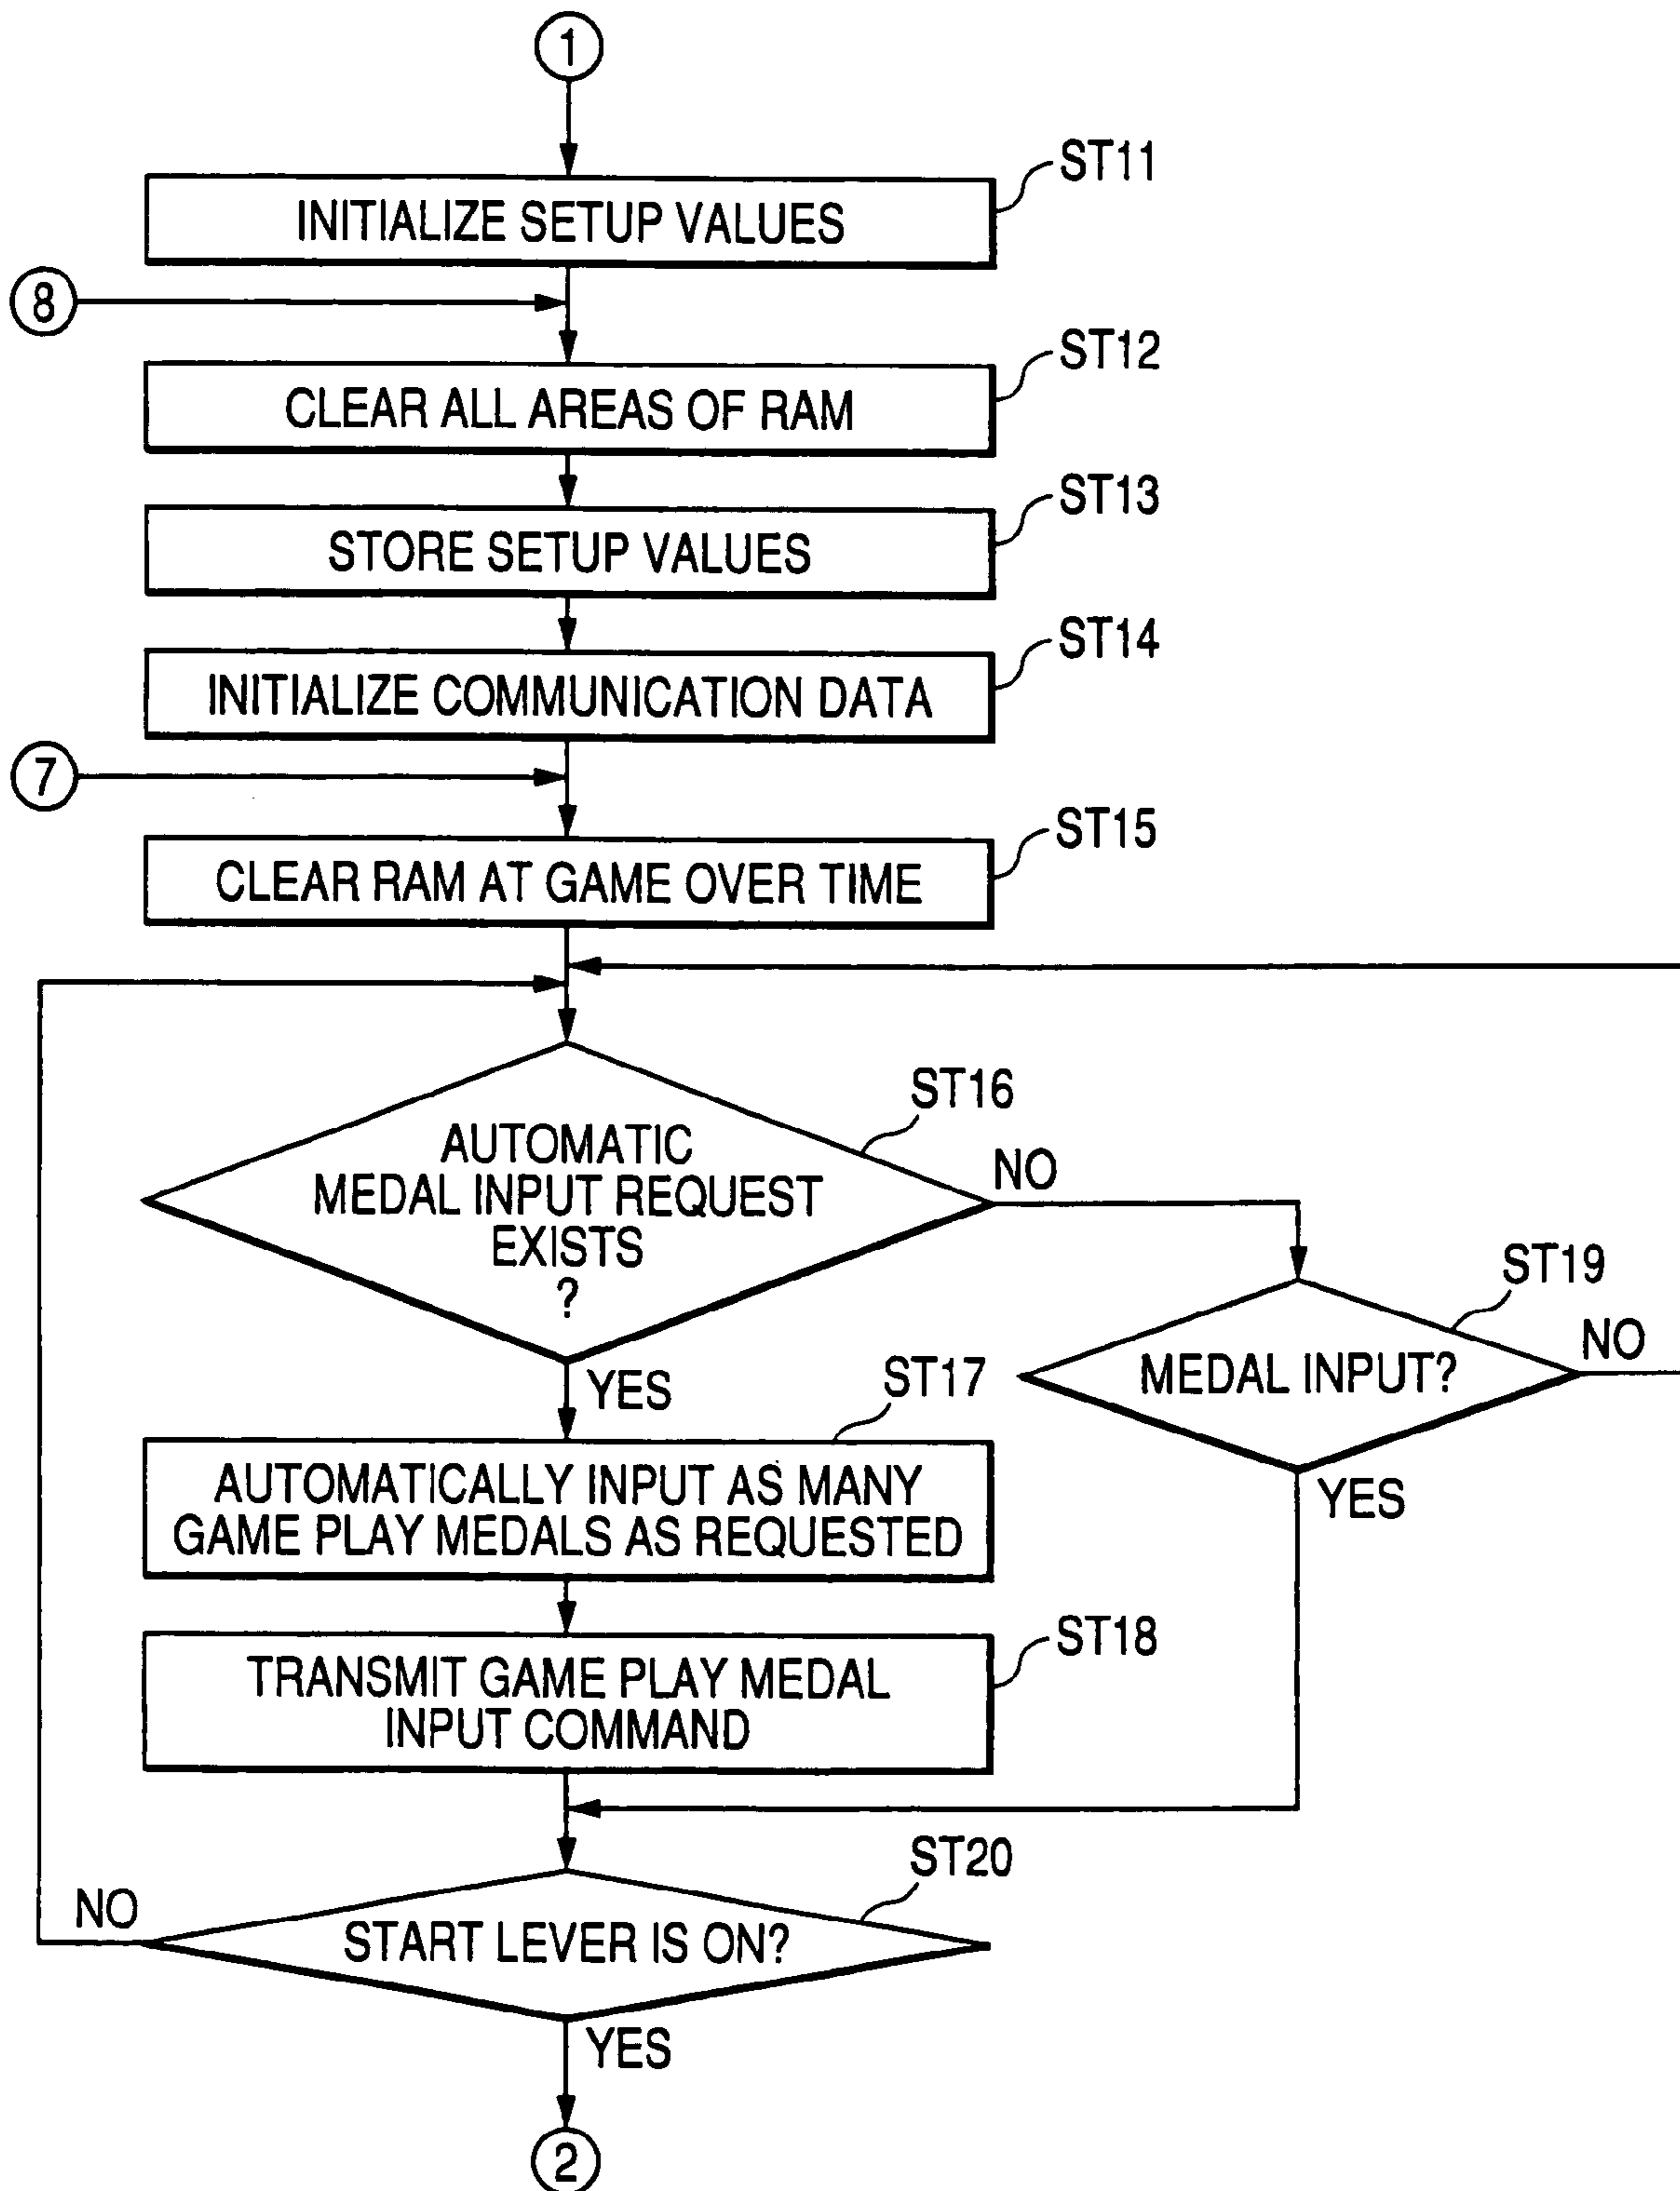 1
ST11
INITIALIZE SETUP VALUES
8
ST12
CLEAR ALL AREAS OF RAM
ST13
STORE SETUP VALUES
ST14
INITIALIZE COMMUNICATION DATA
7
ST15
CLEAR RAM AT GAME OVER TIME
ST16
AUTOMATIC
MEDAL INPUT REQUEST
EXISTS
?
NO
YES
ST19
MEDAL INPUT?
NO
YES
ST17
AUTOMATICALLY INPUT AS MANY
GAME PLAY MEDALS AS REQUESTED
ST18
TRANSMIT GAME PLAY MEDAL
INPUT COMMAND
ST20
START LEVER IS ON?
NO
YES
2